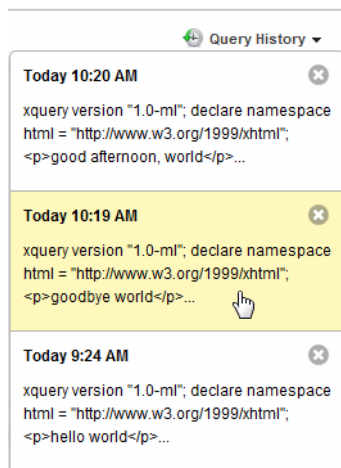 Query History
Today 10:20 AM
xquery version "1.0-ml"; declare namespace
html = "http://www.w3.org/1999/xhtml";
<p>good afternoon, world</p>...
Today 10:19 AM
xquery version "1.0-ml"; declare namespace
html = "http://www.w3.org/1999/xhtml";
<p>goodbye world</p>...
Today 9:24 AM
xquery version "1.0-ml"; declare namespace
html = "http://www.w3.org/1999/xhtml";
<p>hello world</p>...